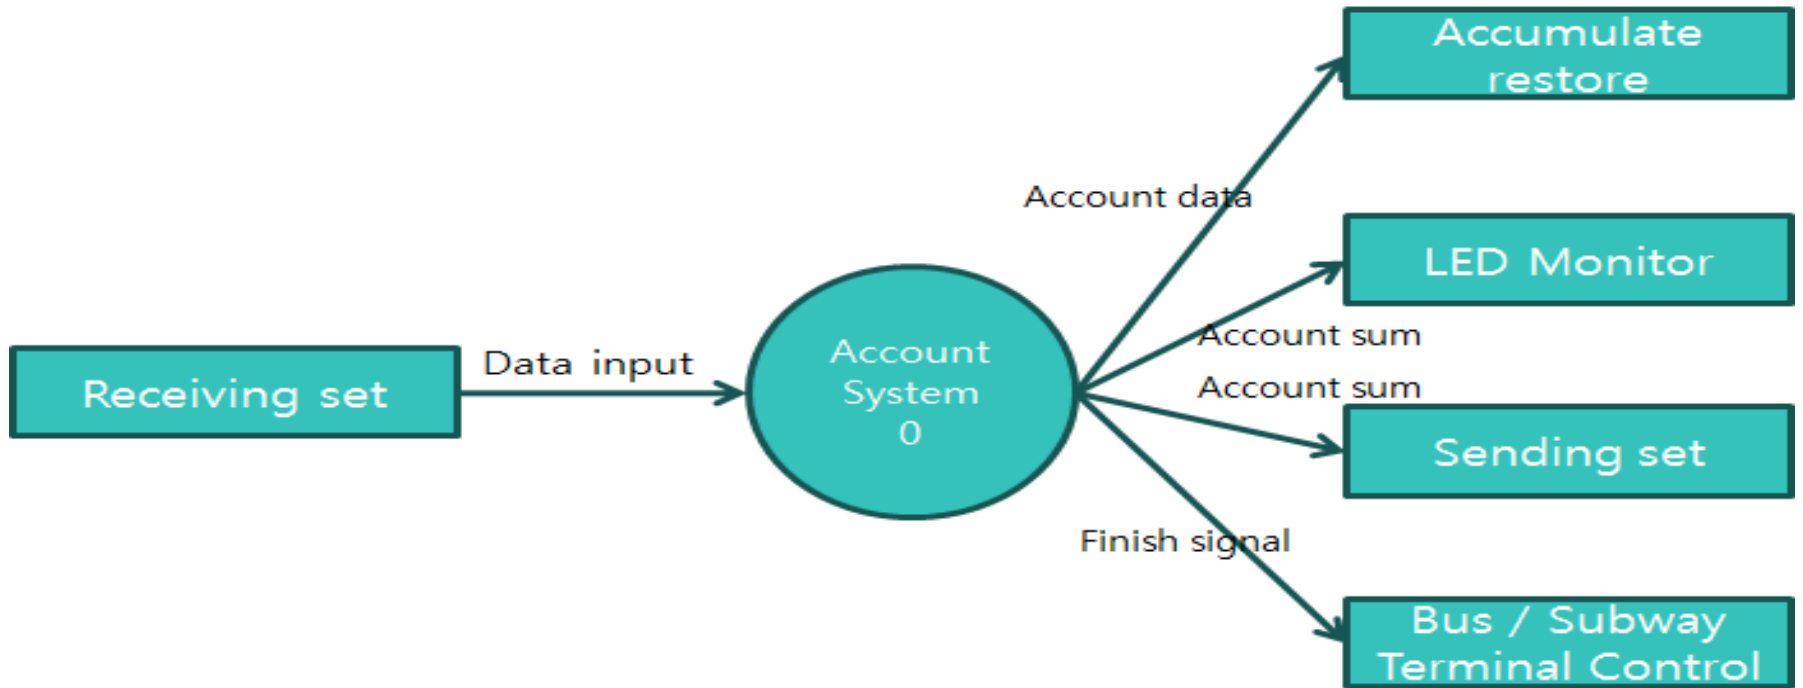 Accumulate
restore
Account data
LED Monitor
Account sum
Receiving set
Data input
Account
System
0
Account sum
Sending set
Finish signal
Bus / Subway
Terminal Control